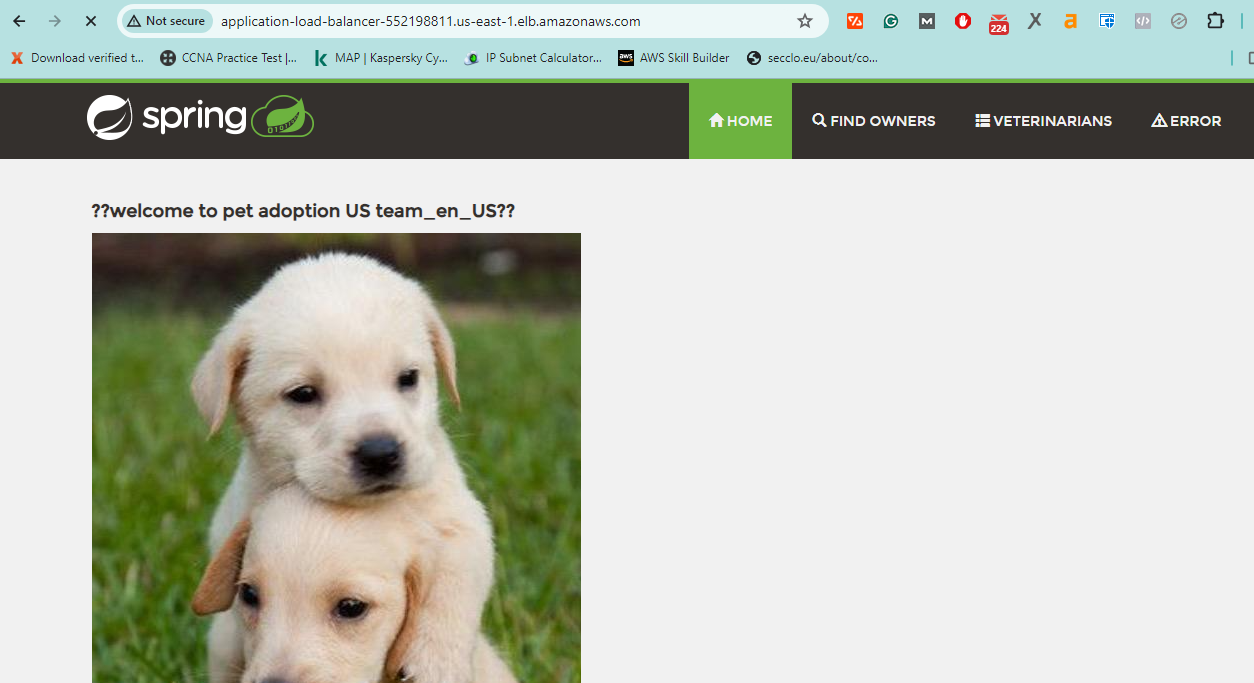 Not secure application-load-balancer-552198811.us-east-1.elb.amazonaws.com
224
Download verified t... CCNA Practice Test |... MAP | Kaspersky Cy... IP Subnet Calculator... aws AWS Skill Builder secclo.eu/about/co...
spring HOME FIND OWNERS VETERINARIANS ERROR
??welcome to pet adoption US team_en_US??